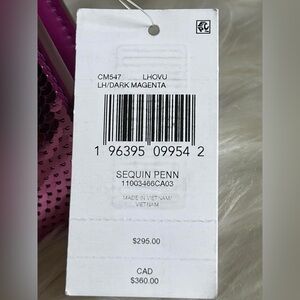 CM547 LHOVU
LH/DARK MAGENTA
1 96395 09954 2
SEQUIN PENN
11003466CA03
MADE IN VIETNAM/
VIETNAM
$295.00
CAD
$360.00